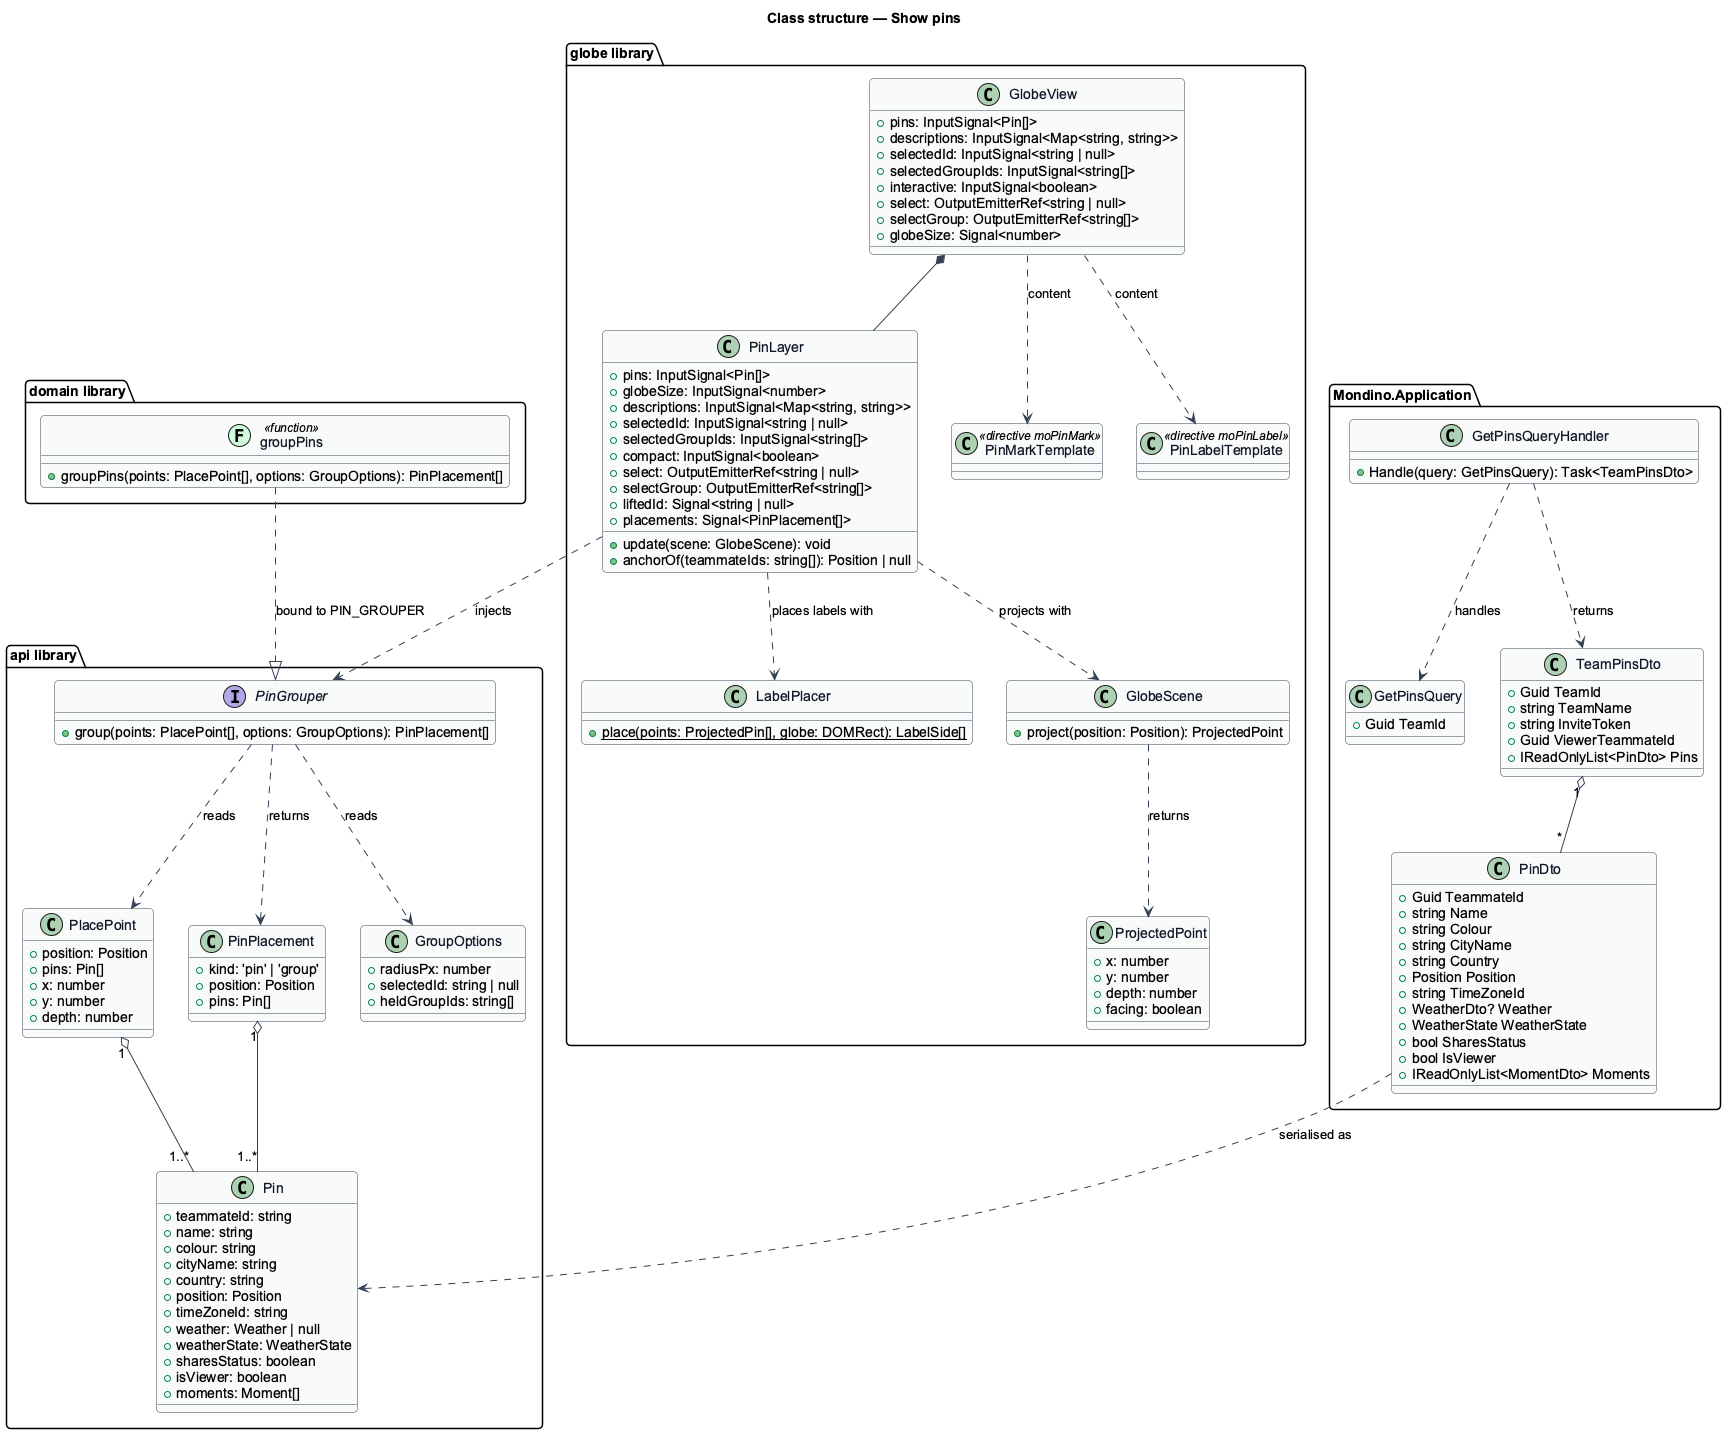 Class structure — Show pins
globe library
C GlobeView
pins: InputSignal<Pin[]>
descriptions: InputSignal<Map<string, string>>
selectedId: InputSignal<string | null>
selectedGroupIds: InputSignal<string[]>
interactive: InputSignal<boolean>
select: OutputEmitterRef<string | null>
selectGroup: OutputEmitterRef<string[]>
globeSize: Signal<number>
content
content
C PinLayer
pins: InputSignal<Pin[]>
globeSize: InputSignal<number>
descriptions: InputSignal<Map<string, string>>
selectedId: InputSignal<string | null>
selectedGroupIds: InputSignal<string[]>
compact: InputSignal<boolean>
select: OutputEmitterRef<string | null>
selectGroup: OutputEmitterRef<string[]>
liftedId: Signal<string | null>
placements: Signal<PinPlacement[]>
update(scene: GlobeScene): void
anchorOf(teammateIds: string[]): Position | null
C «directive moPinMark»
PinMarkTemplate
C «directive moPinLabel»
PinLabelTemplate
domain library
F «function»
groupPins
groupPins(points: PlacePoint[], options: GroupOptions): PinPlacement[]
Mondino.Application
C GetPinsQueryHandler
Handle(query: GetPinsQuery): Task<TeamPinsDto>
bound to PIN_GROUPER
injects
places labels with
projects with
handles
returns
api library
I PinGrouper
group(points: PlacePoint[], options: GroupOptions): PinPlacement[]
C LabelPlacer
place(points: ProjectedPin[], globe: DOMRect): LabelSide[]
C GlobeScene
project(position: Position): ProjectedPoint
C GetPinsQuery
Guid TeamId
C TeamPinsDto
Guid TeamId
string TeamName
string InviteToken
Guid ViewerTeammateId
IReadOnlyList<PinDto> Pins
reads
returns
reads
returns
1
*
C PlacePoint
position: Position
pins: Pin[]
x: number
y: number
depth: number
C PinPlacement
kind: 'pin' | 'group'
position: Position
pins: Pin[]
C GroupOptions
radiusPx: number
selectedId: string | null
heldGroupIds: string[]
C ProjectedPoint
x: number
y: number
depth: number
facing: boolean
C PinDto
Guid TeammateId
string Name
string Colour
string CityName
string Country
Position Position
string TimeZoneId
WeatherDto? Weather
WeatherState WeatherState
bool SharesStatus
bool IsViewer
IReadOnlyList<MomentDto> Moments
1
1
1..*
1..*
serialised as
C Pin
teammateId: string
name: string
colour: string
cityName: string
country: string
position: Position
timeZoneId: string
weather: Weather | null
weatherState: WeatherState
sharesStatus: boolean
isViewer: boolean
moments: Moment[]